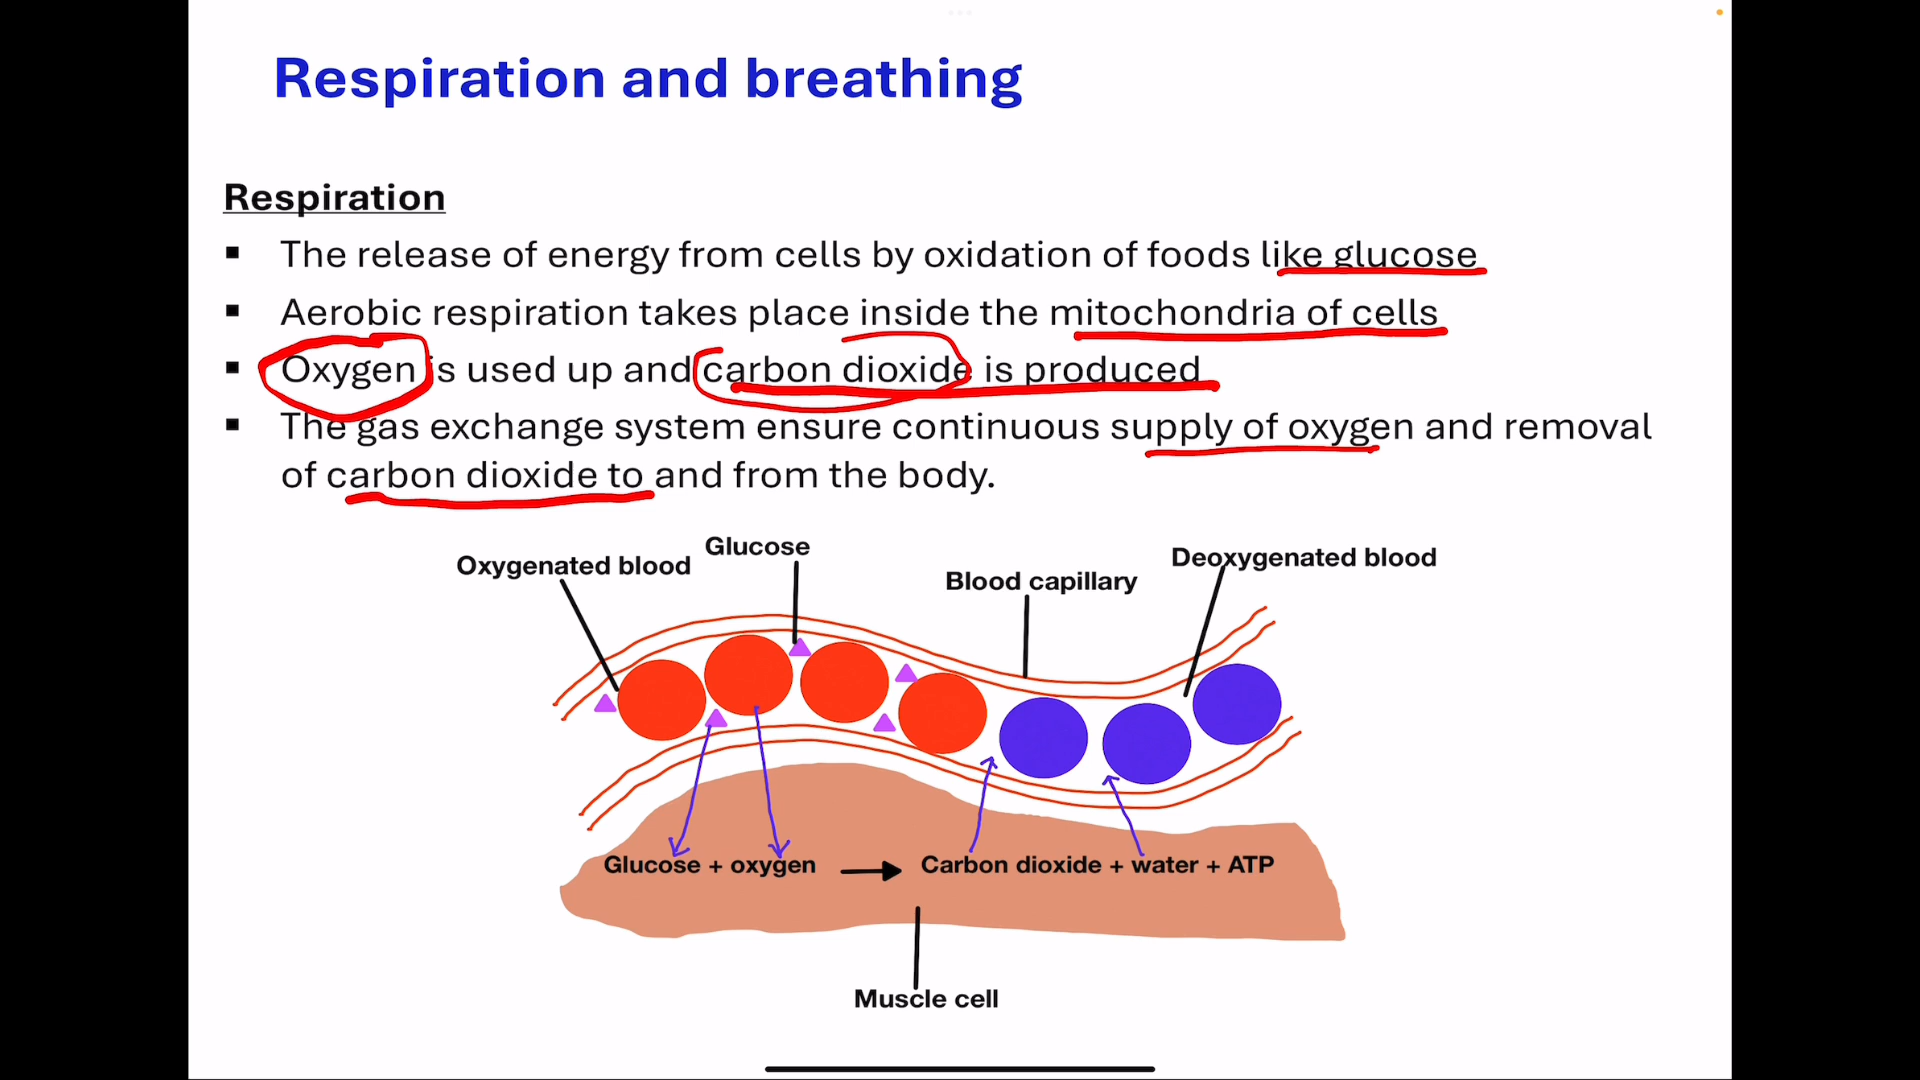 Respiration and breathing
Respiration
▪ The release of energy from cells by oxidation of foods like glucose
▪ Aerobic respiration takes place inside the mitochondria of cells
▪ Oxygen is used up and carbon dioxide is produced
▪ The gas exchange system ensure continuous supply of oxygen and removal
of carbon dioxide to and from the body.
Oxygenated blood
Glucose
Blood capillary
Deoxygenated blood
Glucose + oxygen → Carbon dioxide + water + ATP
Muscle cell